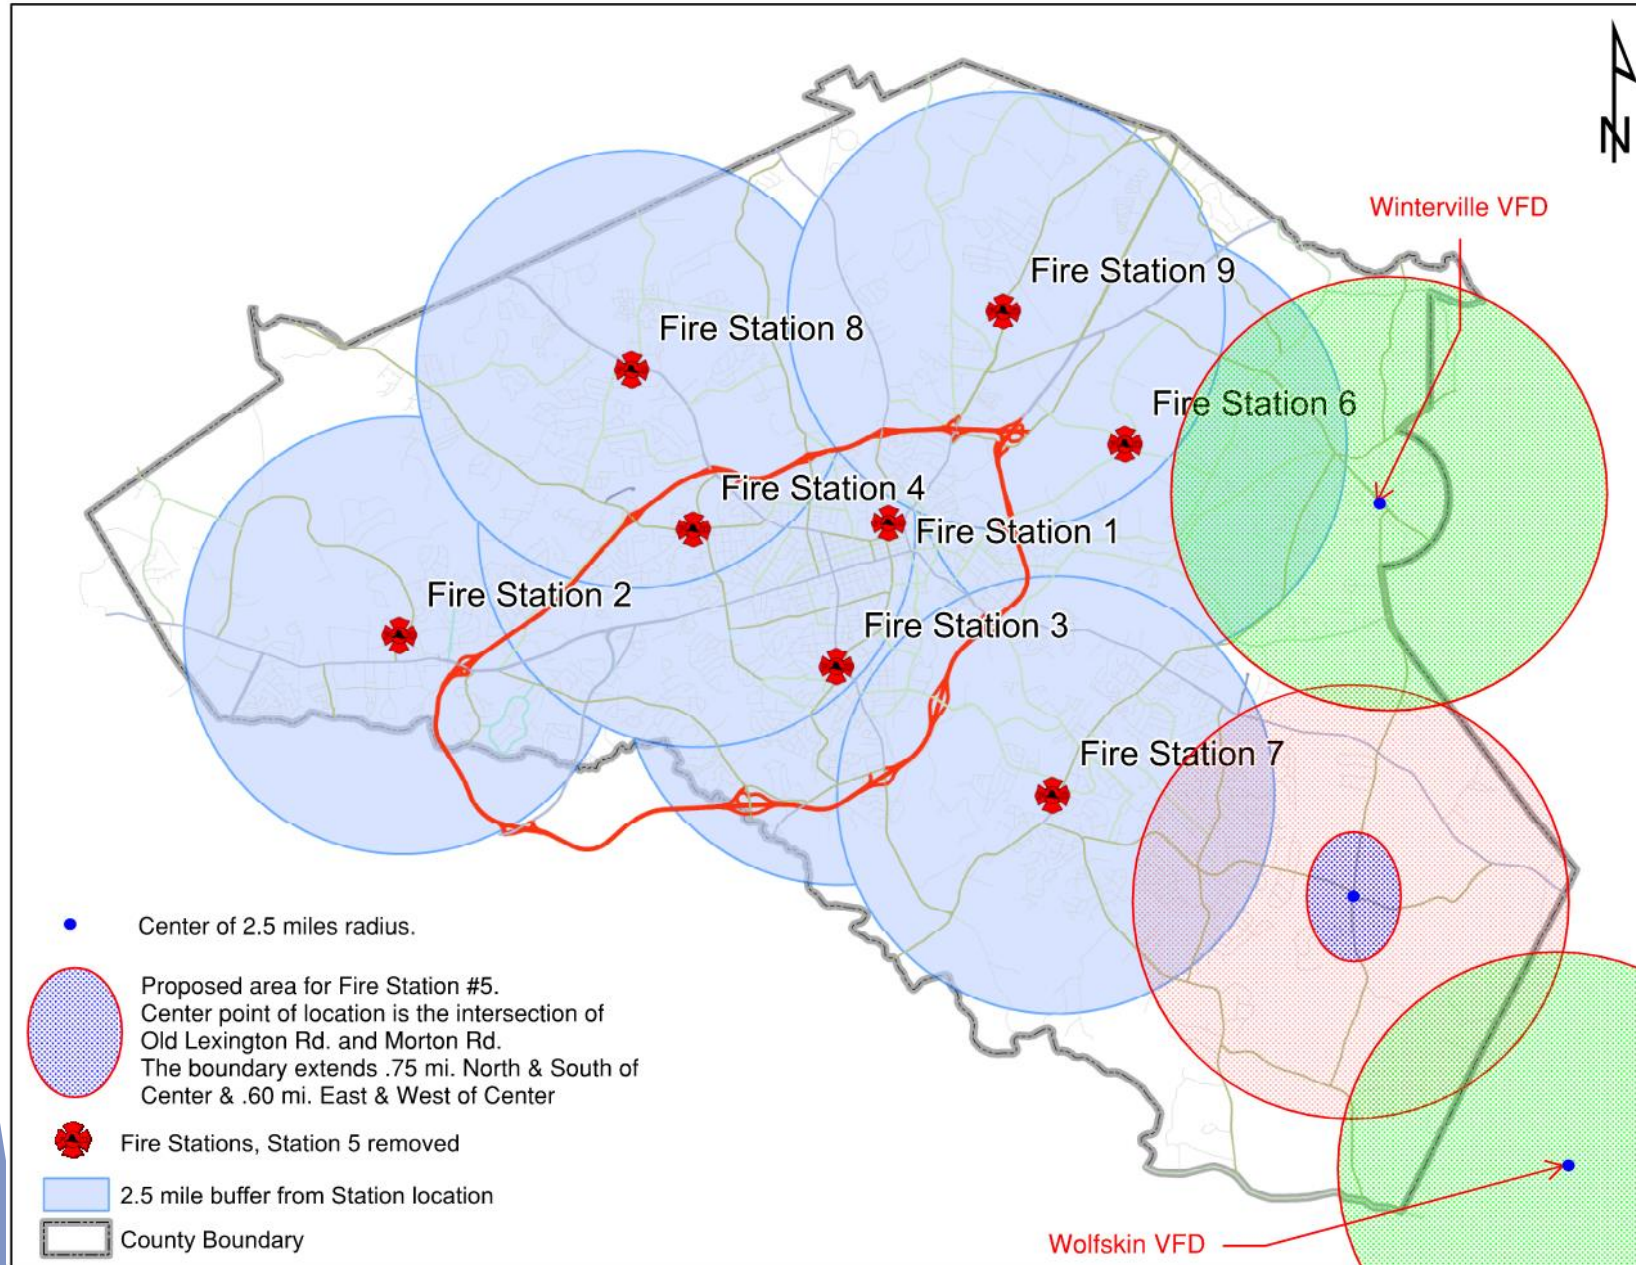 N
Winterville VFD
Fire Station 9
Fire Station 8
Fire Station 6
Fire Station 4
Fire Station 1
Fire Station 2
Fire Station 3
Fire Station 7
Center of 2.5 miles radius.
Proposed area for Fire Station #5.
Center point of location is the intersection of
Old Lexington Rd. and Morton Rd.
The boundary extends .75 mi. North & South of
Center & .60 mi. East & West of Center
Fire Stations, Station 5 removed
2.5 mile buffer from Station location
County Boundary
Wolfskin VFD